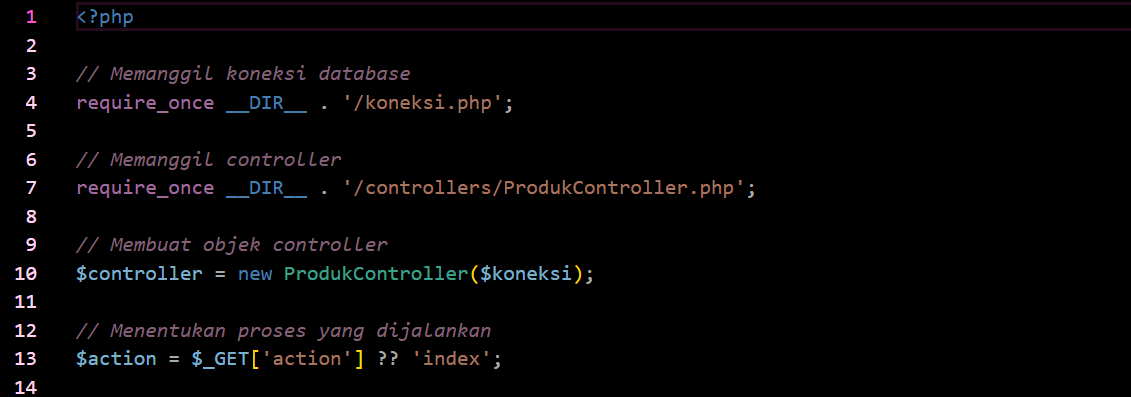 1 <?php
2
3 // Memanggil koneksi database
4 require_once __DIR__ . '/koneksi.php';
5
6 // Memanggil controller
7 require_once __DIR__ . '/controllers/ProdukController.php';
8
9 // Membuat objek controller
10 $controller = new ProdukController($koneksi);
11
12 // Menentukan proses yang dijalankan
13 $action = $_GET['action'] ?? 'index';
14